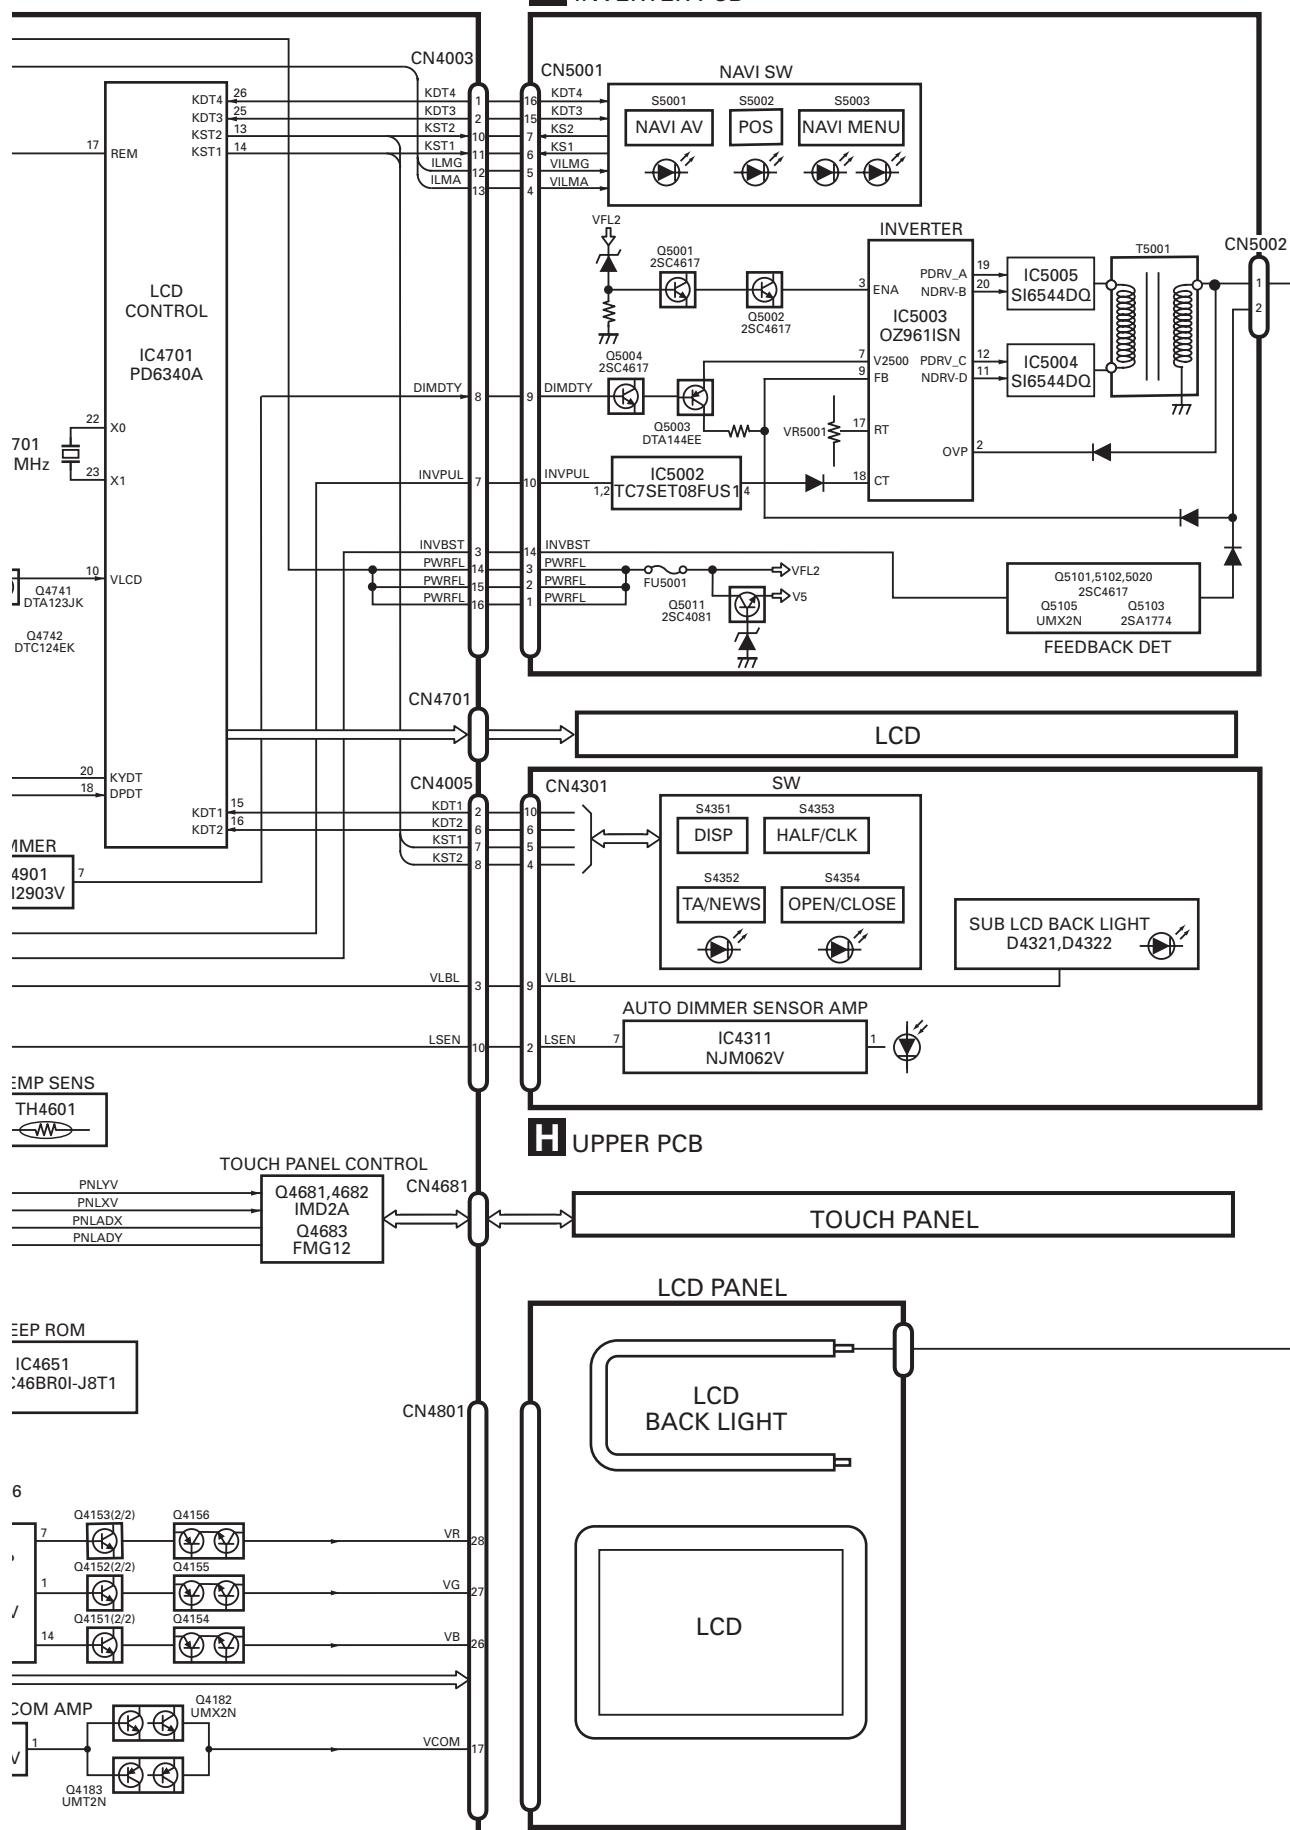 INVERTER PCB
CN4003
CN5001
NAVI SW
KDT4 26 KDT4 1 16 KDT4
KDT3 25 KDT3 2 15 KDT3
KST2 13 KST2 10 7 KS2
KST1 14 KST1 11 6 KS1
ILMG 12 5 VILMG
ILMA 13 4 VILMA
S5001 S5002 S5003
NAVI AV POS NAVI MENU
17 REM
LCD
CONTROL
IC4701
PD6340A
VFL2
Q5001
2SC4617
Q5002
2SC4617
INVERTER
3 ENA
IC5003
OZ961ISN
PDRV_A 19
NDRV-B 20
PDRV_C 12
NDRV-D 11
7 V2500
9 FB
17 RT
18 CT
OVP 2
IC5005
SI6544DQ
IC5004
SI6544DQ
T5001
CN5002
1
2
Q5004
2SC4617
Q5003
DTA144EE
VR5001
DIMDTY 8 9 DIMDTY
INVPUL 7 10 INVPUL
1,2 IC5002 4
TC7SET08FUS1
22 X0
23 X1
701
MHz
INVBST 3 14 INVBST
PWRFL 14 3 PWRFL
PWRFL 15 2 PWRFL
PWRFL 16 1 PWRFL
FU5001
VFL2
V5
Q5011
2SC4081
Q5101,5102,5020
2SC4617
Q5105 Q5103
UMX2N 2SA1774
FEEDBACK DET
10 VLCD
Q4741
DTA123JK
Q4742
DTC124EK
CN4701
LCD
20 KYDT
18 DPDT
KDT1 15
KDT2 16
CN4005
CN4301
KDT1 2 10
KDT2 6 6
KST1 7 5
KST2 8 4
SW
S4351 S4353
DISP HALF/CLK
S4352 S4354
TA/NEWS OPEN/CLOSE
MMER
4901
12903V
7
SUB LCD BACK LIGHT
D4321,D4322
VLBL 3 9 VLBL
AUTO DIMMER SENSOR AMP
LSEN 10 2 LSEN
7 IC4311 1
NJM062V
EMP SENS
TH4601
H UPPER PCB
TOUCH PANEL CONTROL
CN4681
PNLYV
PNLXV
PNLADX
PNLADY
Q4681,4682
IMD2A
Q4683
FMG12
TOUCH PANEL
LCD PANEL
EEP ROM
IC4651
C46BR0I-J8T1
LCD
BACK LIGHT
CN4801
6
7 Q4153(2/2) Q4156 VR 28
1 Q4152(2/2) Q4155 VG 27
V
14 Q4151(2/2) Q4154 VB 26
LCD
COM AMP
V
1
Q4182
UMX2N
VCOM 17
Q4183
UMT2N